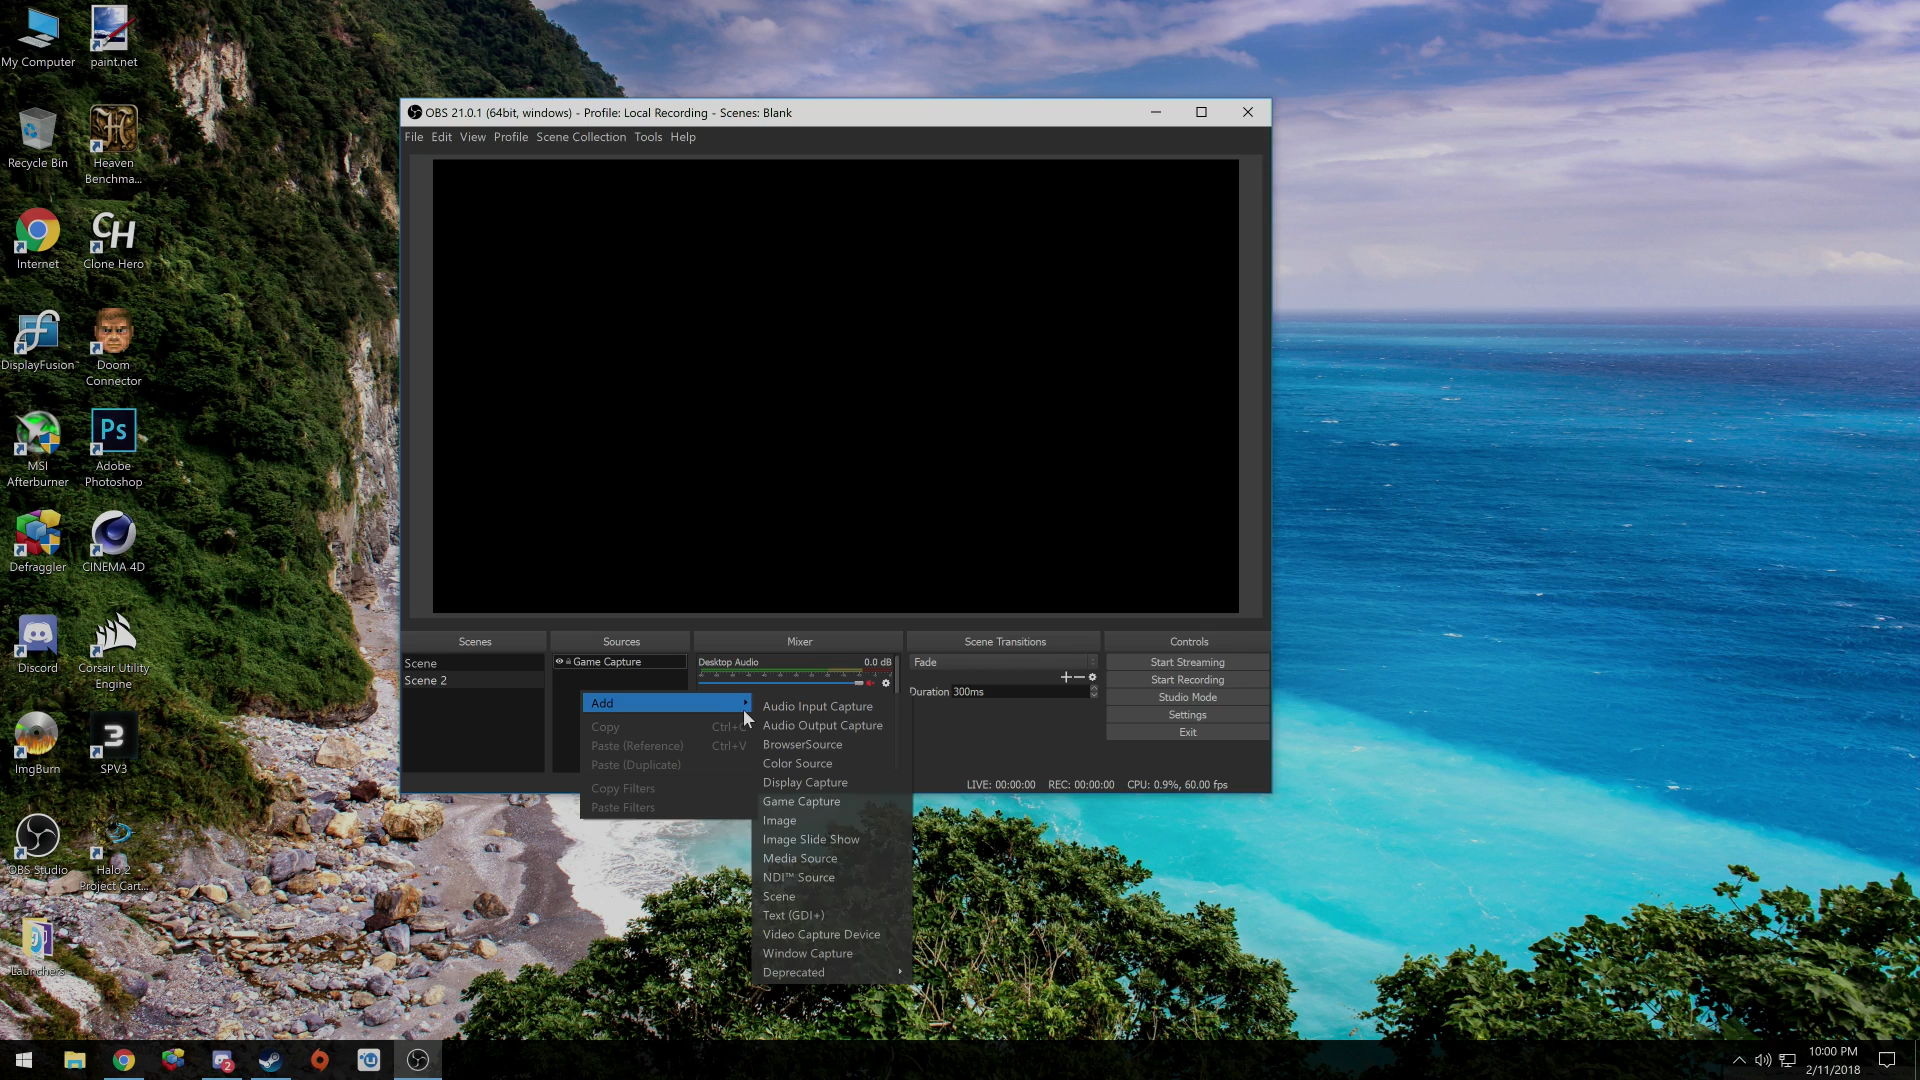 My Computer
paint.net
Recycle Bin
Heaven
Benchma...
Internet
CH
Clone Hero
DisplayFusion
Doom
Connector
MSI
Afterburner
Ps
Adobe
Photoshop
Defraggler
CINEMA 4D
Discord
Corsair Utility
Engine
ImgBurn
3
SPV3
OBS Studio
Halo 2 -
Project Cart...
Launchers
OBS 21.0.1 (64bit, windows) - Profile: Local Recording - Scenes: Blank
File Edit View Profile Scene Collection Tools Help
Scenes
Scene
Scene 2
Sources
Game Capture
Mixer
Desktop Audio 0.0 dB
Scene Transitions
Fade
Duration 300ms
Controls
Start Streaming
Start Recording
Studio Mode
Settings
Exit
LIVE: 00:00:00 REC: 00:00:00 CPU: 0.9%, 60.00 fps
Add
Copy Ctrl+C
Paste (Reference) Ctrl+V
Paste (Duplicate)
Copy Filters
Paste Filters
Audio Input Capture
Audio Output Capture
BrowserSource
Color Source
Display Capture
Game Capture
Image
Image Slide Show
Media Source
NDI™ Source
Scene
Text (GDI+)
Video Capture Device
Window Capture
Deprecated
2
10:00 PM
2/11/2018